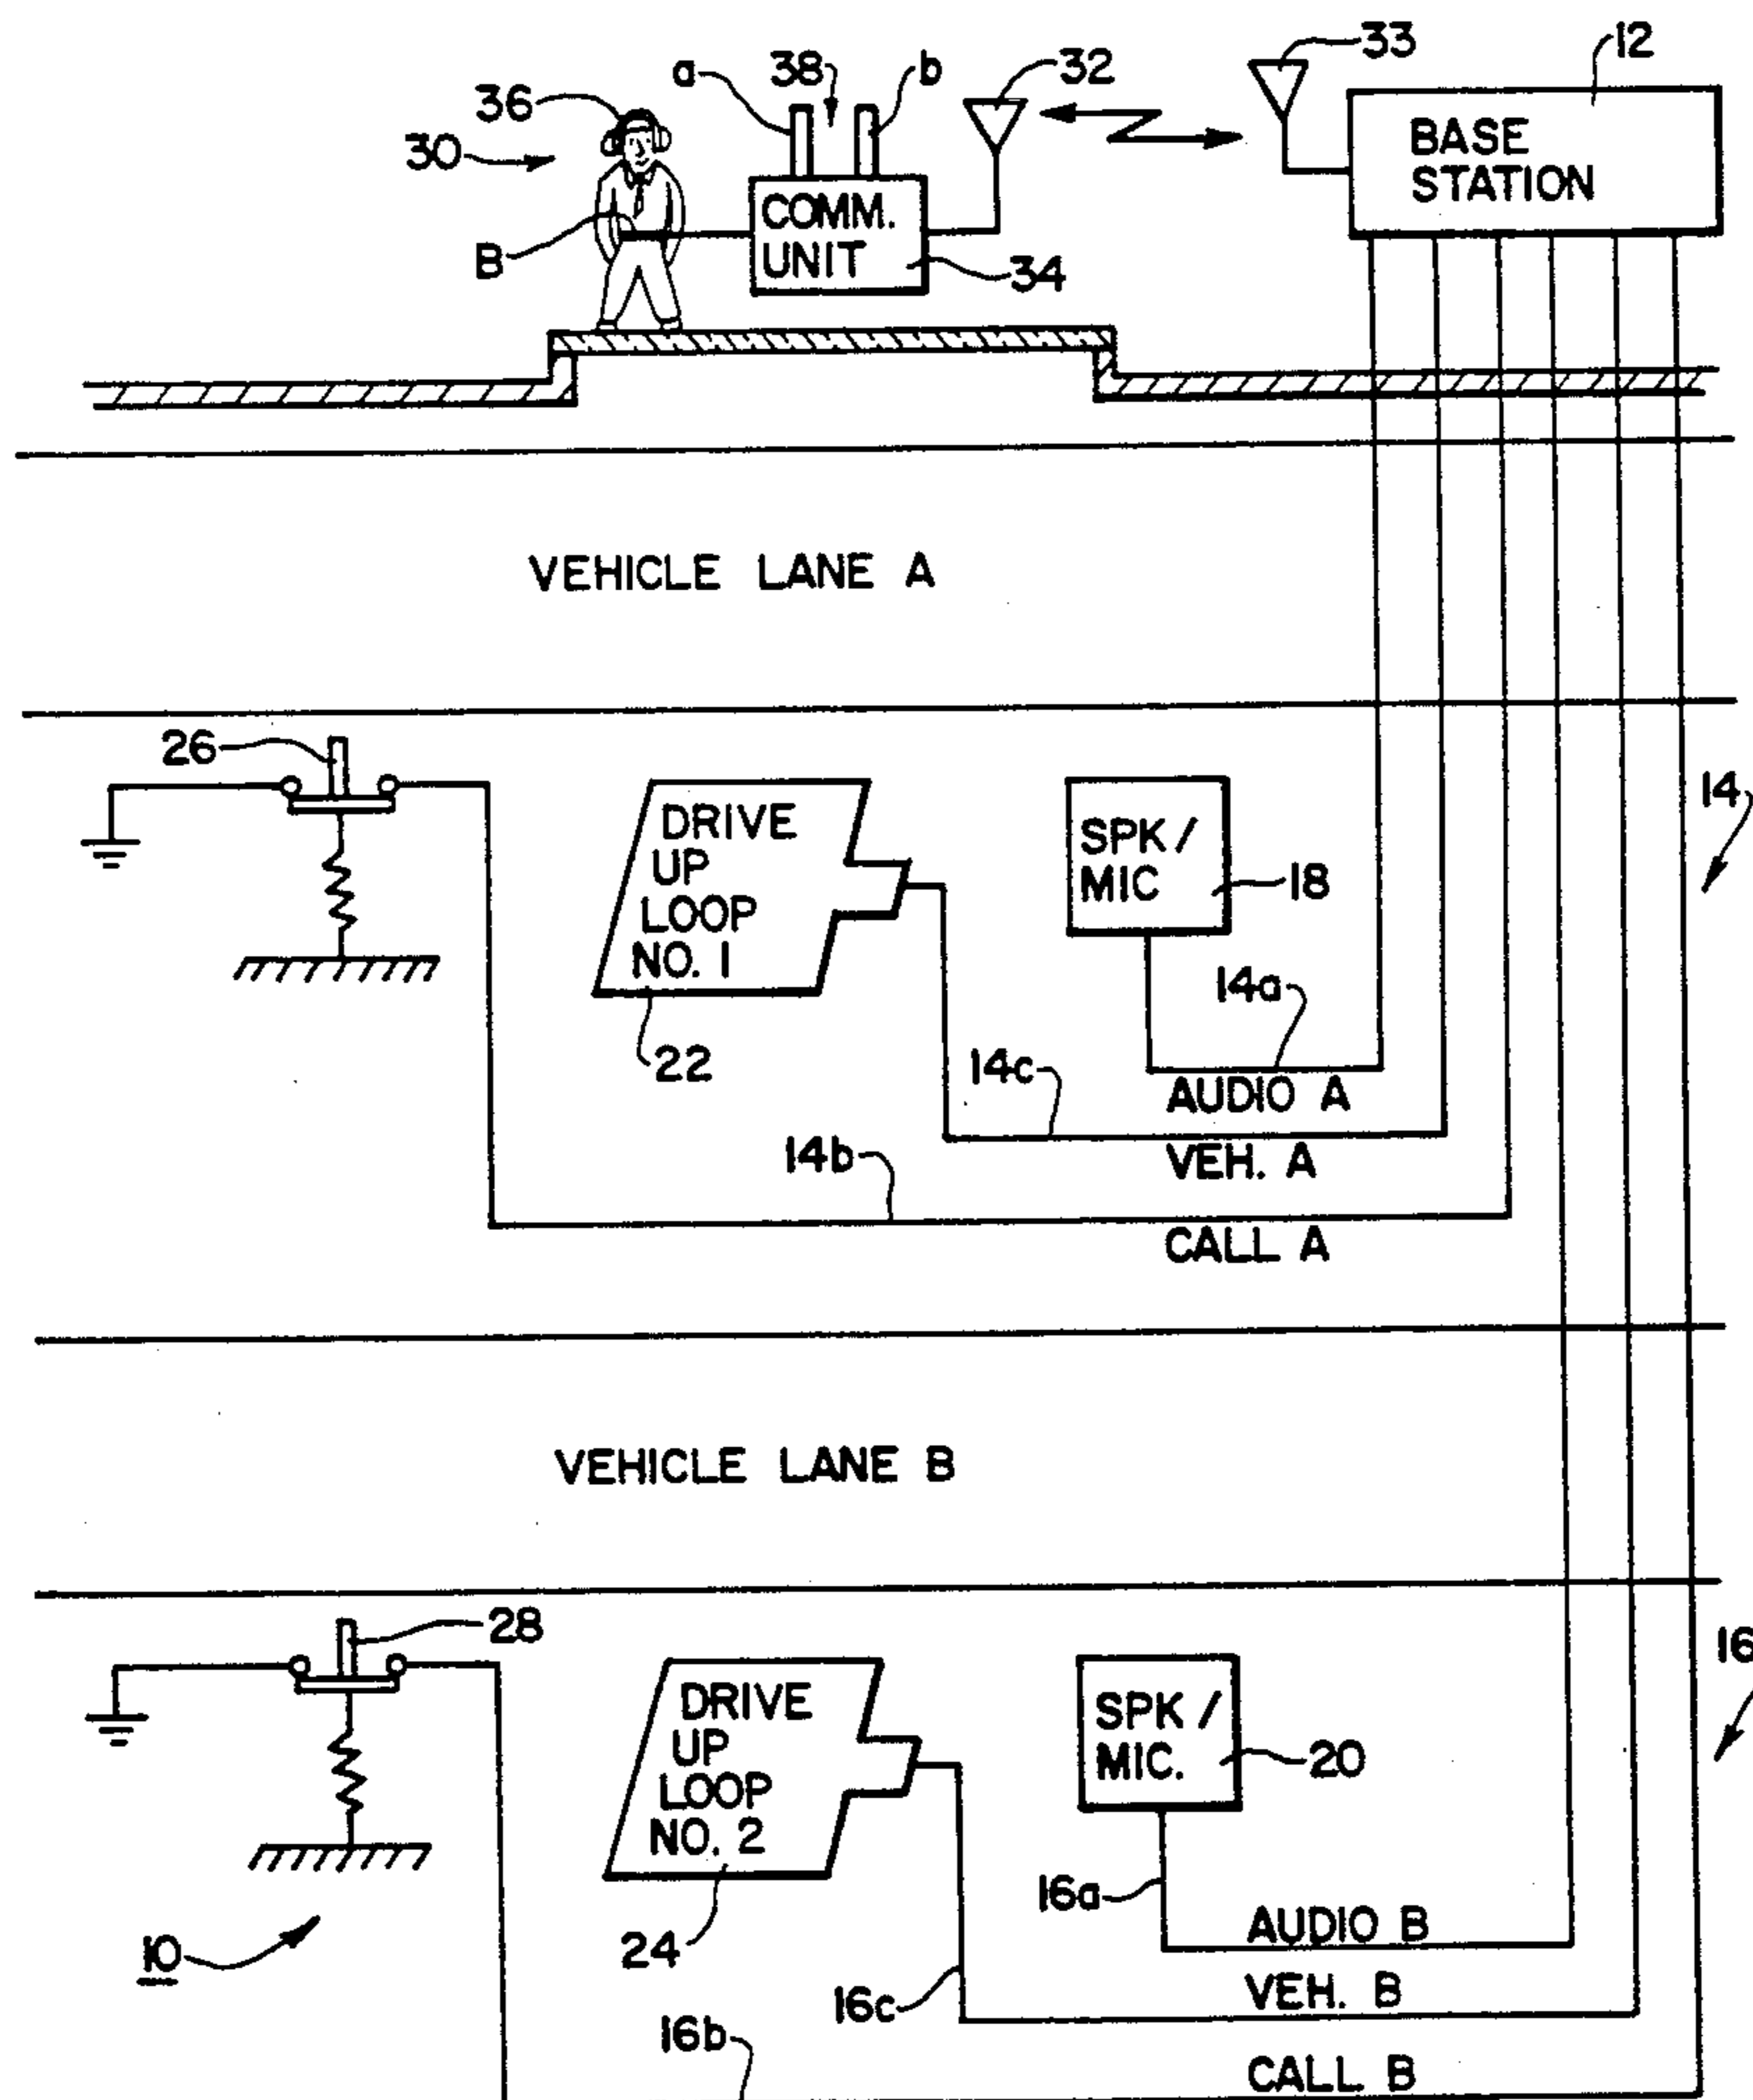 36
30
a
38
b
32
33
12
BASE
STATION
COMM.
UNIT
B
34
VEHICLE LANE A
26
DRIVE
UP
LOOP
NO. 1
22
SPK/
MIC
18
14
14a
AUDIO A
14c
VEH. A
14b
CALL A
VEHICLE LANE B
28
DRIVE
UP
LOOP
NO. 2
24
SPK/
MIC.
20
16
16a
AUDIO B
10
16c
VEH. B
16b
CALL B